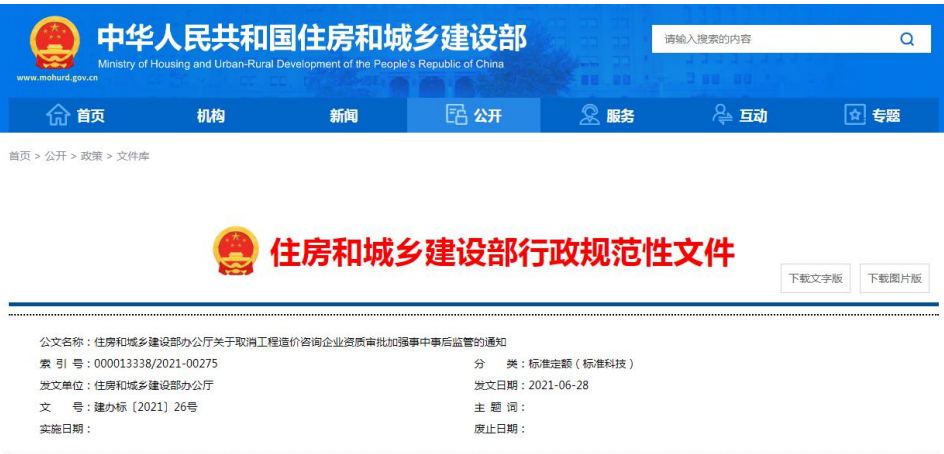 中华人民共和国住房和城乡建设部
Ministry of Housing and Urban-Rural Development of the People's Republic of China
www.mohurd.gov.cn
请输入搜索的内容
首页 机构 新闻 公开 服务 互动 专题
首页 > 公开 > 政策 > 文件库
住房和城乡建设部行政规范性文件
下载文字版 下载图片版
公文名称：住房和城乡建设部办公厅关于取消工程造价咨询企业资质审批加强事中事后监管的通知
索 引 号：000013338/2021-00275 分 类：标准定额（标准科技）
发文单位：住房和城乡建设部办公厅 发文日期：2021-06-28
文 号：建办标〔2021〕26号 主 题 词：
实施日期： 废止日期：